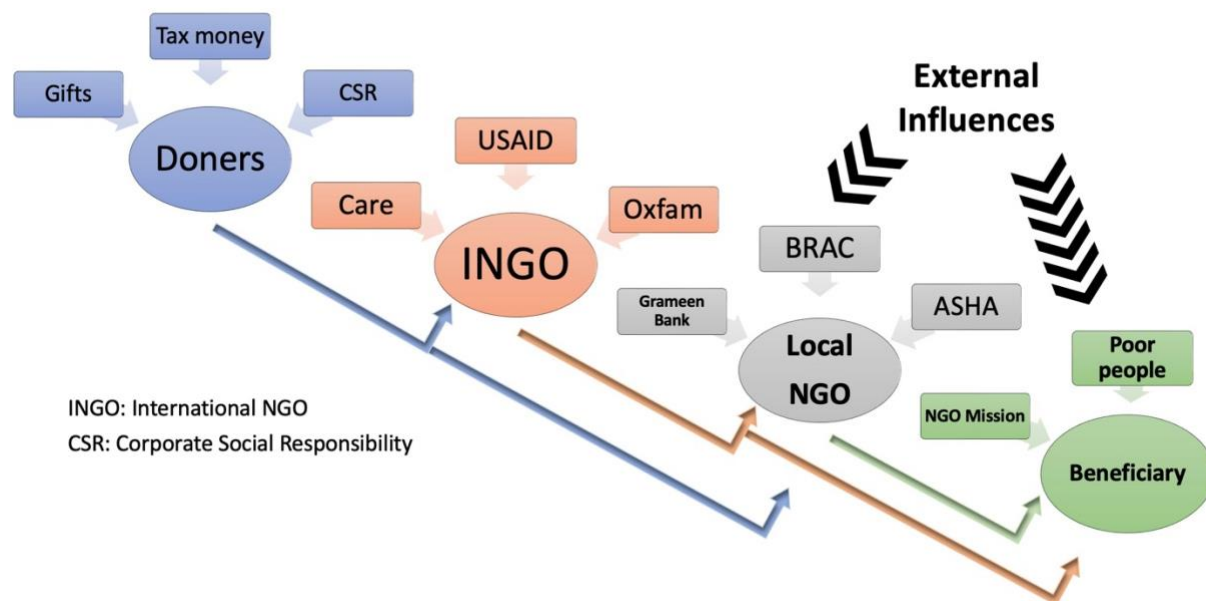 Tax money
Gifts
CSR
Doners
USAID
Care
Oxfam
INGO
External
Influences
BRAC
Grameen
Bank
ASHA
Local
NGO
Poor
people
NGO Mission
Beneficiary
INGO: International NGO
CSR: Corporate Social Responsibility